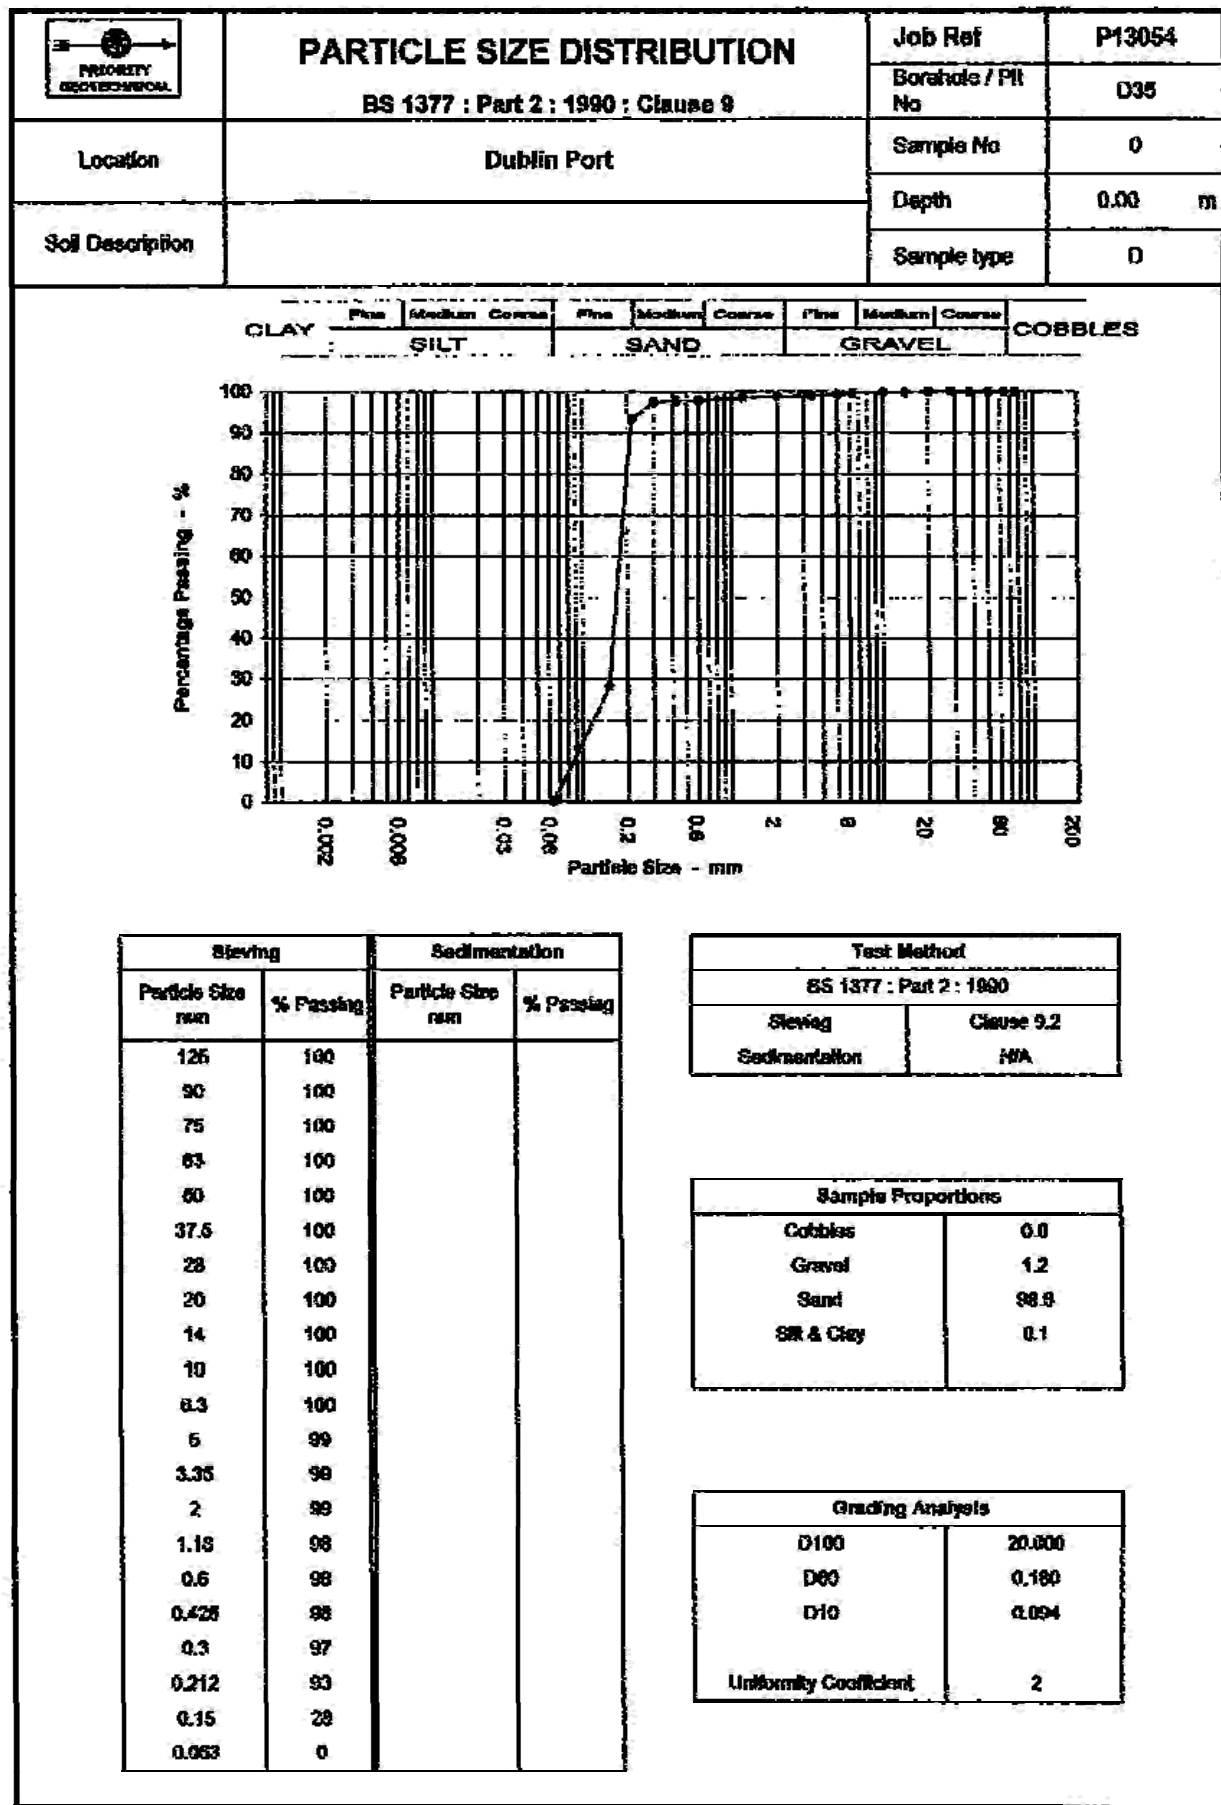 PRIORITY
GEOTECHNICAL
PARTICLE SIZE DISTRIBUTION
BS 1377 : Part 2 : 1990 : Clause 9
Job Ref P13054
Borehole / Pit No D35
Location Dublin Port
Sample No 0
Depth 0.00 m
Soil Description
Sample type D
CLAY Fine Medium Coarse Fine Medium Coarse Fine Medium Coarse COBBLES
SILT SAND GRAVEL
Percentage Passing - %
100
90
80
70
60
50
40
30
20
10
0
0.002 0.006 0.03 0.06 0.2 0.6 2 6 20 60 200
Particle Size - mm
Sieving Sedimentation
Particle Size mm % Passing Particle Size mm % Passing
125 100
90 100
75 100
63 100
50 100
37.5 100
28 100
20 100
14 100
10 100
6.3 100
5 99
3.35 99
2 99
1.18 98
0.6 98
0.425 98
0.3 97
0.212 93
0.15 28
0.063 0
Test Method
BS 1377 : Part 2 : 1990
Sieving Clause 9.2
Sedimentation N/A
Sample Proportions
Cobbles 0.0
Gravel 1.2
Sand
Silt & Clay 0.1
Grading Analysis
D100 20.000
D60 0.180
D10 0.094
Uniformity Coefficient 2